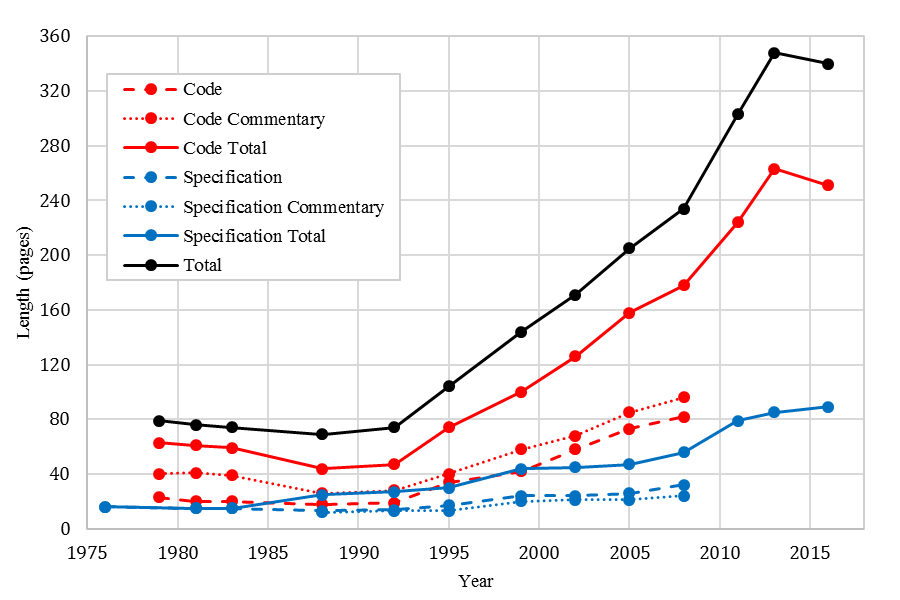 360
320
280
240
200
160
120
80
40
0
Length (pages)
Code
Code Commentary
Code Total
Specification
Specification Commentary
Specification Total
Total
1975 1980 1985 1990 1995 2000 2005 2010 2015
Year